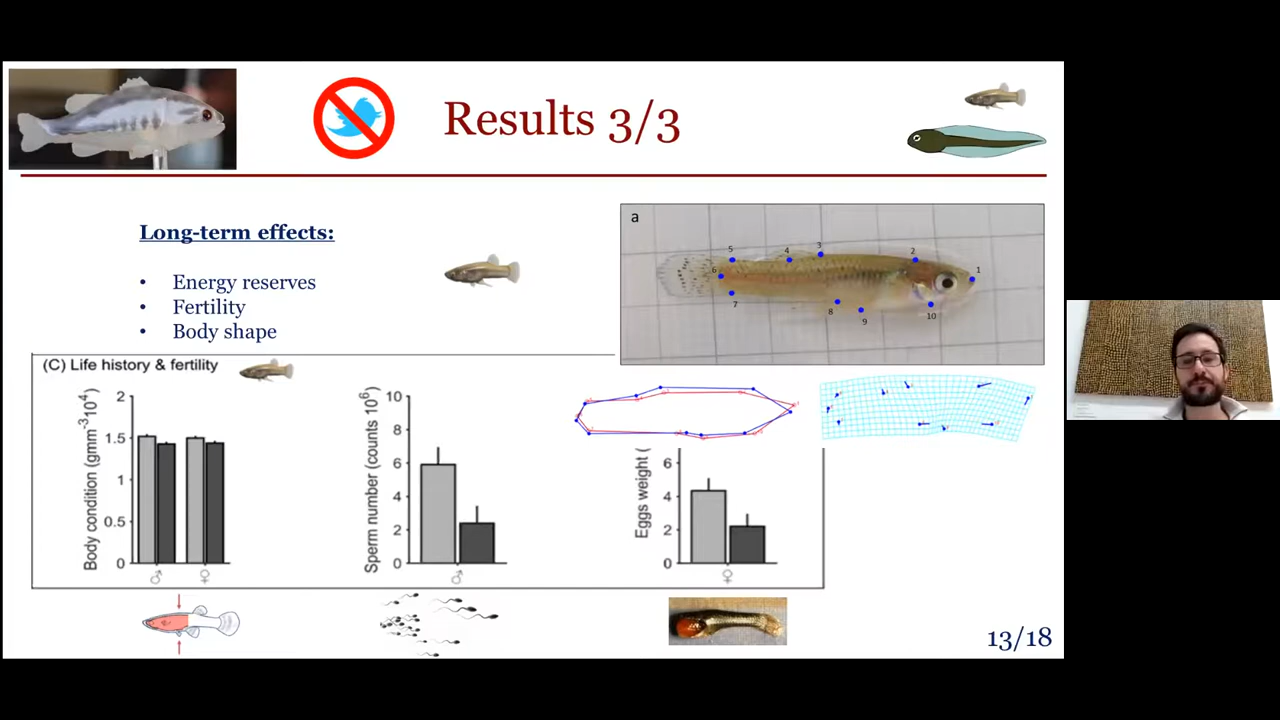 Results 3/3
Long-term effects:
• Energy reserves
• Fertility
• Body shape
a
1
2
3
4
5
6
7
8
9
10
(C) Life history & fertility
Body condition (gmm-³10⁴)
2
1.5
1
0.5
0
♂ ♀
Sperm number (counts 10⁶)
10
8
6
4
2
0
♂
Eggs weight (
6
4
2
0
♀
13/18